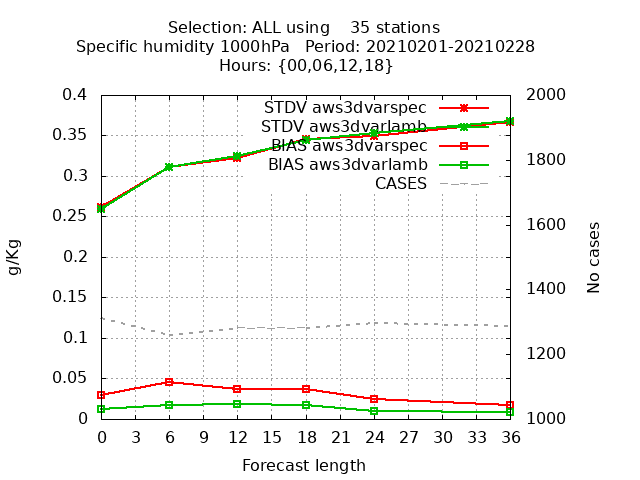 Selection: ALL using    35 stations
Specific humidity 1000hPa   Period: 20210201-20210228
Hours: {00,06,12,18}
0.4
0.35
0.3
0.25
0.2
0.15
0.1
0.05
0
g/Kg
STDV aws3dvarspec
STDV aws3dvarlamb
BIAS aws3dvarspec
BIAS aws3dvarlamb
CASES
2000
1800
1600
1400
1200
1000
No cases
0 3 6 9 12 15 18 21 24 27 30 33 36
Forecast length